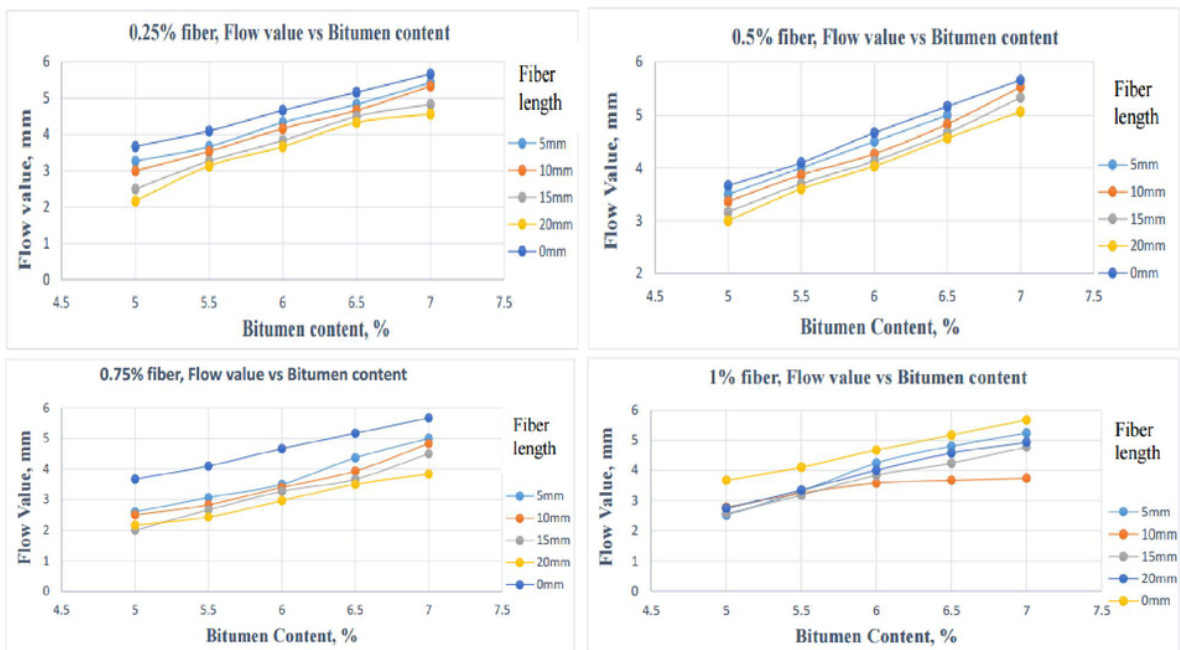 0.25% fiber, Flow value vs Bitumen content
Flow value, mm
6
5
4
3
2
1
0
4.5 5 5.5 6 6.5 7 7.5
Bitumen content, %
Fiber
length
5mm
10mm
15mm
20mm
0mm
0.5% fiber, Flow value vs Bitumen content
Flow Value, mm
6
5
4
3
2
4.5 5 5.5 6 6.5 7 7.5
Bitumen Content, %
Fiber
length
5mm
10mm
15mm
20mm
0mm
0.75% fiber, Flow value vs Bitumen content
Flow Value, mm
6
5
4
3
2
1
0
4.5 5 5.5 6 6.5 7 7.5
Bitumen Content, %
Fiber
length
5mm
10mm
15mm
20mm
0mm
1% fiber, Flow value vs Bitumen content
Flow Value, mm
6
5
4
3
2
1
0
4.5 5 5.5 6 6.5 7 7.5
Bitumen Content, %
Fiber
length
5mm
10mm
15mm
20mm
0mm